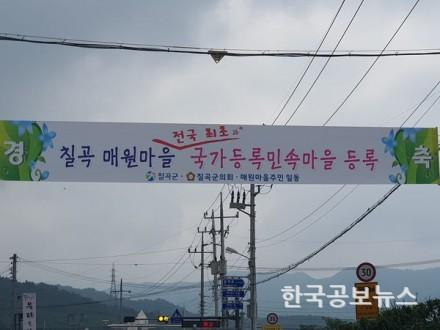 전국 최초
경 칠곡 매원마을 국가등록민속마을 등록 축
칠곡군 · 칠곡군의회 · 매원마을주민 일동
30
30
한국공보뉴스